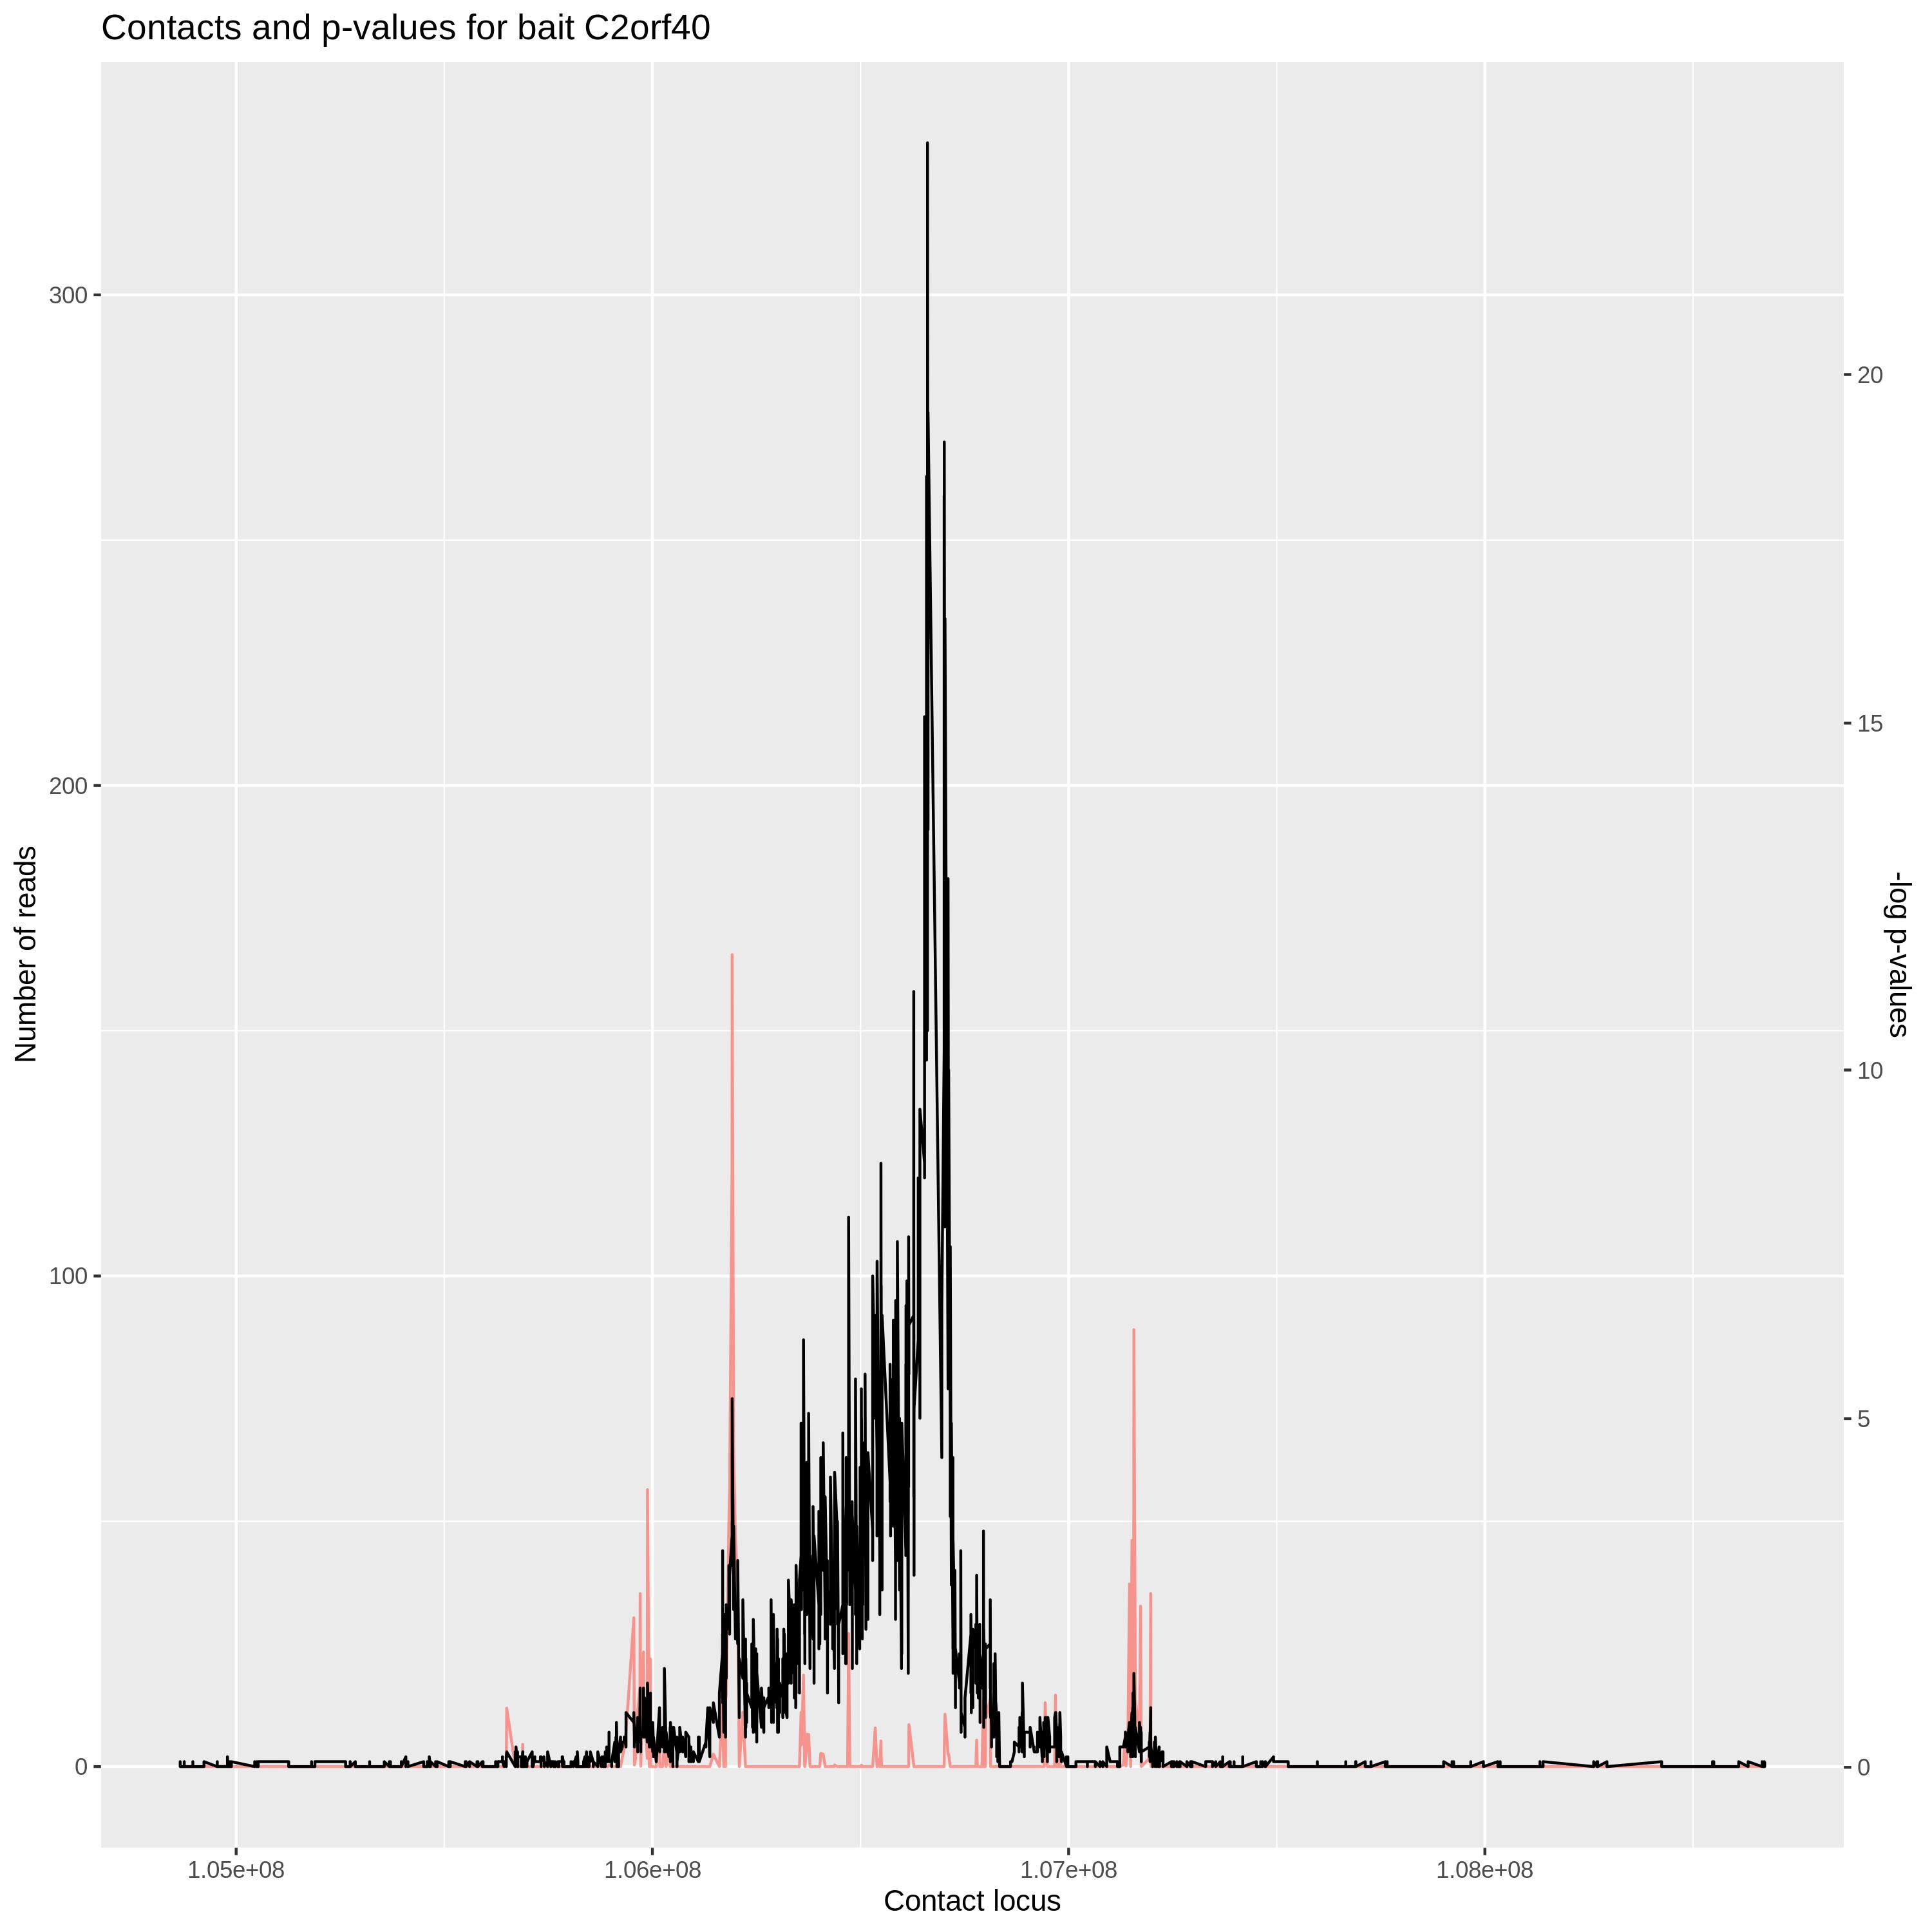 Contacts and p-values for bait C2orf40
300
200
100
0
Number of reads
20
15
10
5
0
-log p-values
1.05e+08
1.06e+08
1.07e+08
1.08e+08
Contact locus